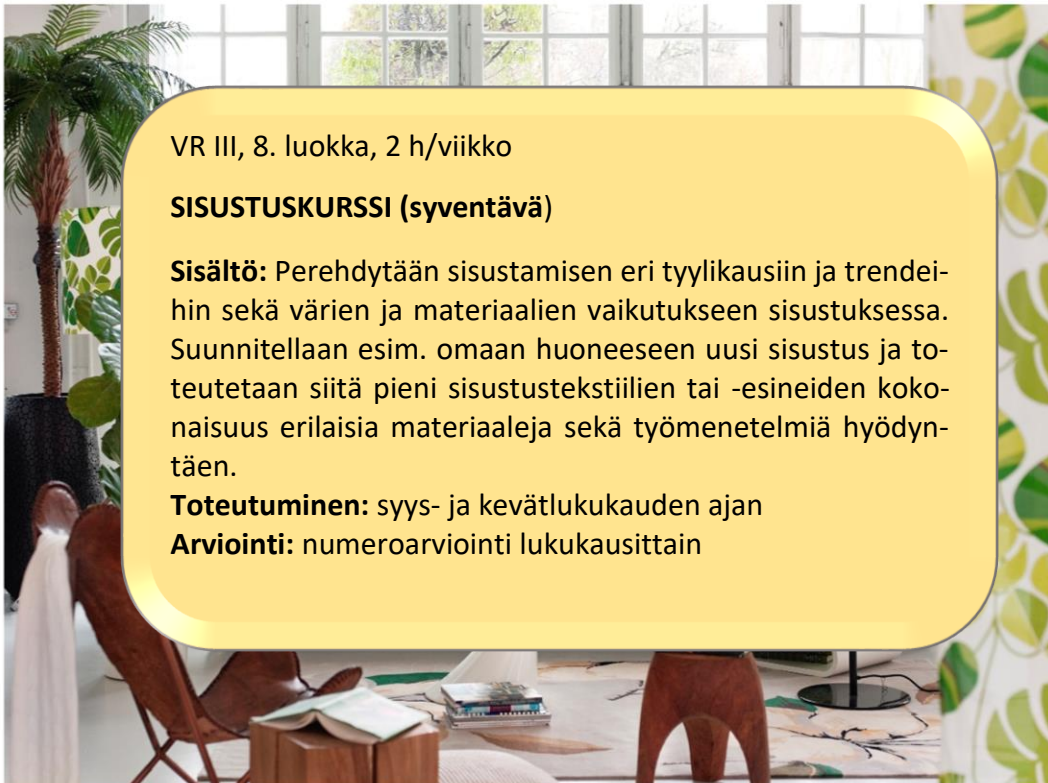 VR III, 8. luokka, 2 h/viikko
SISUSTUSKURSSI (syventävä)
Sisältö: Perehdytään sisustamisen eri tyylikausiin ja trendei-
hin sekä värien ja materiaalien vaikutukseen sisustuksessa.
Suunnitellaan esim. omaan huoneeseen uusi sisustus ja to-
teutetaan siitä pieni sisustustekstiilien tai -esineiden koko-
naisuus erilaisia materiaaleja sekä työmenetelmiä hyödyn-
täen.
Toteutuminen: syys- ja kevätlukukauden ajan
Arviointi: numeroarviointi lukukausittain